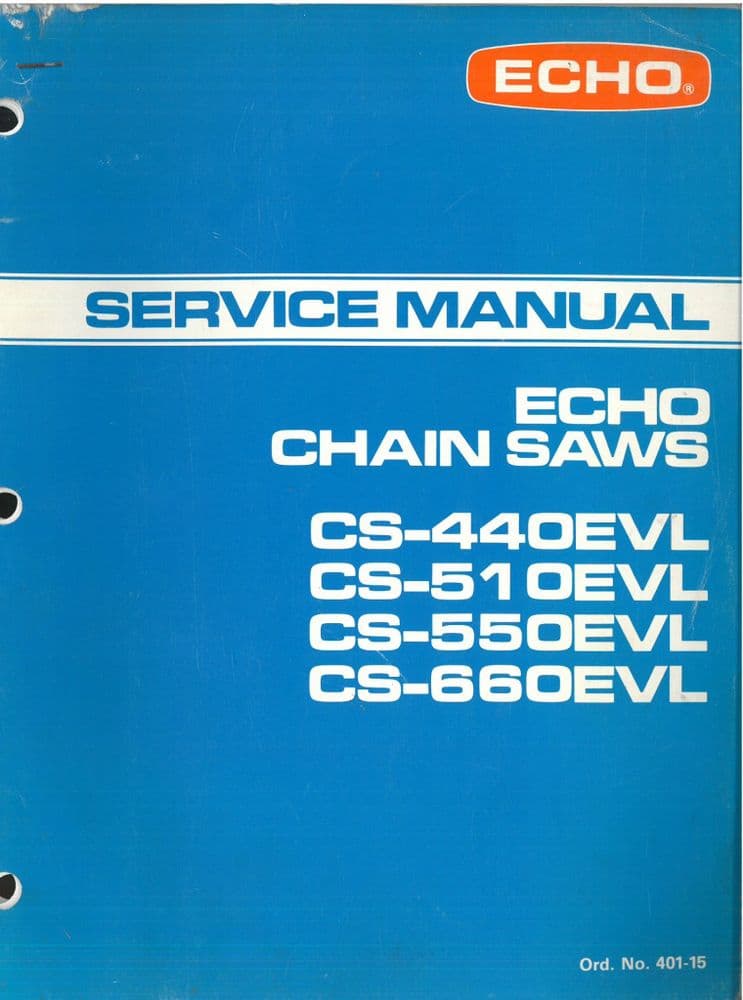 ECHO®
SERVICE MANUAL
ECHO
CHAIN SAWS
CS-440EVL
CS-510EVL
CS-550EVL
CS-660EVL
Ord. No. 401-15